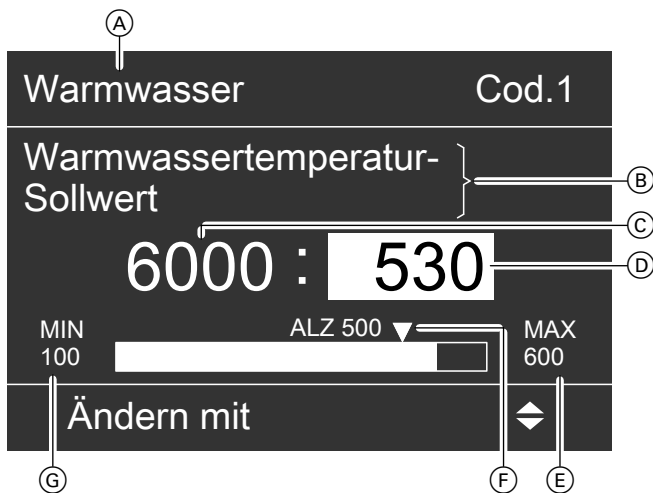 A
Warmwasser Cod.1
Warmwassertemperatur-
Sollwert
B
C
6000 : 530
D
MIN ALZ 500 MAX
100 600
Ändern mit
G F E